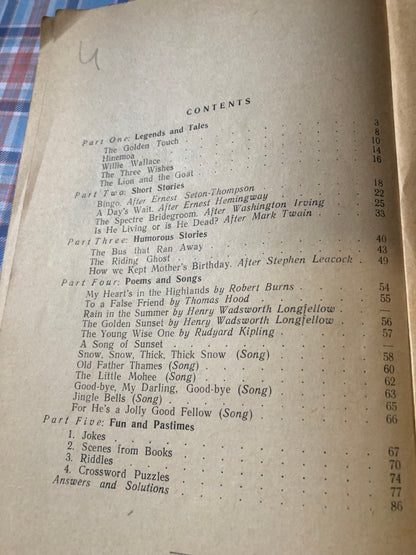 CONTENTS
Part One: Legends and Tales
The Golden Touch . . . 3
Hinemoa . . . 8
Willie Wallace . . . 10
The Three Wishes . . . 14
The Lion and the Goat . . . 16
Part Two: Short Stories
Bingo. After Ernest Seton-Thompson . . . 18
A Day's Wait. After Ernest Hemingway . . . 22
The Spectre Bridegroom. After Washington Irving . . . 25
Is He Living or is He Dead? After Mark Twain . . . 33
Part Three: Humorous Stories
The Bus that Ran Away . . . 40
The Riding Ghost . . . 43
How we Kept Mother's Birthday. After Stephen Leacock . . . 49
Part Four: Poems and Songs
My Heart's in the Highlands by Robert Burns . . . 54
To a False Friend by Thomas Hood . . . 55
Rain in the Summer by Henry Wadsworth Longfellow . . . —
The Golden Sunset by Henry Wadsworth Longfellow . . . 56
The Young Wise One by Rudyard Kipling . . . 57
A Song of Sunset . . . —
Snow, Snow, Thick, Thick Snow (Song) . . . 58
Old Father Thames (Song) . . . 60
The Little Mohee (Song) . . . 62
Good-bye, My Darling, Good-bye (Song) . . . 63
Jingle Bells (Song) . . . 65
For He's a Jolly Good Fellow (Song) . . . 66
Part Five: Fun and Pastimes
1. Jokes . . . 67
2. Scenes from Books . . . 70
3. Riddles . . . 74
4. Crossword Puzzles . . . 77
Answers and Solutions . . . 86